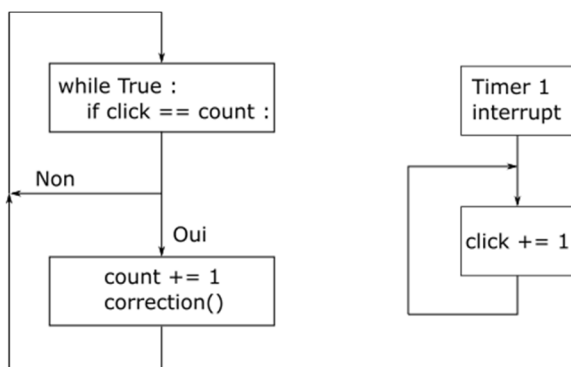 while True :
if click == count :
Non
Oui
count += 1
correction()
Timer 1
interrupt
click += 1